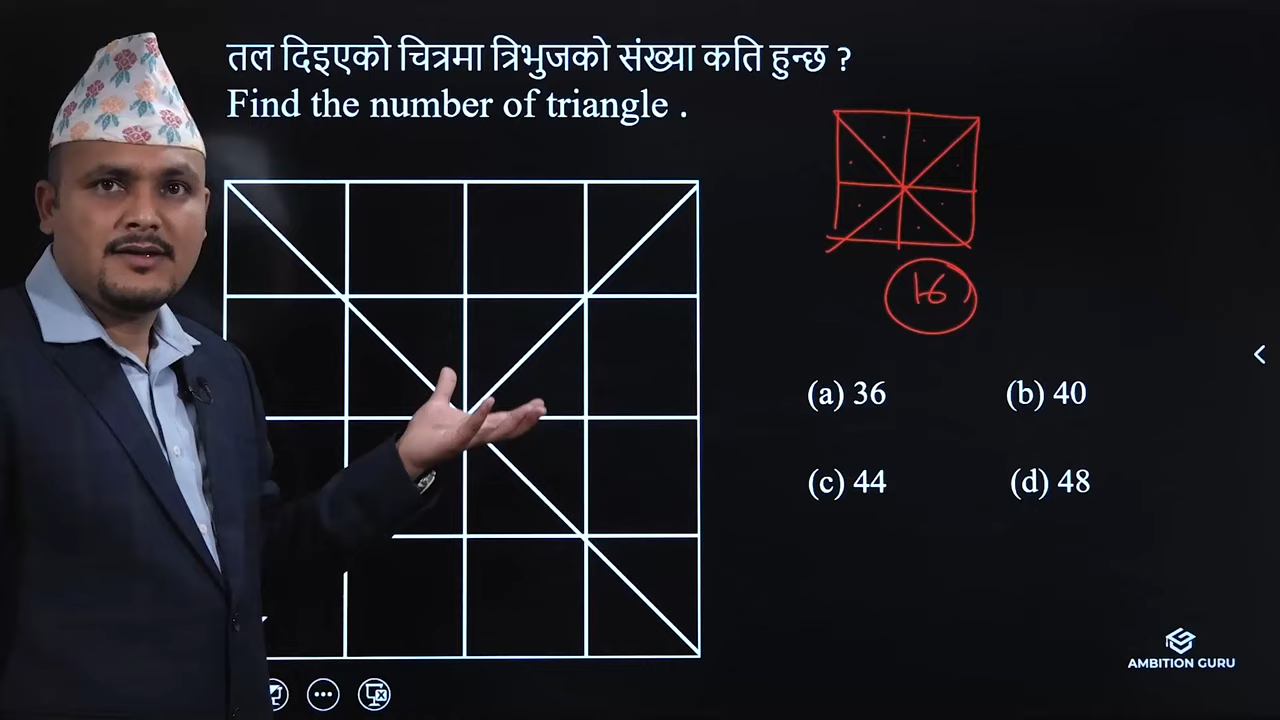 तल दिइएको चित्रमा त्रिभुजको संख्या कति हुन्छ ?
Find the number of triangle .
16
(a) 36 (b) 40
(c) 44 (d) 48
AMBITION GURU